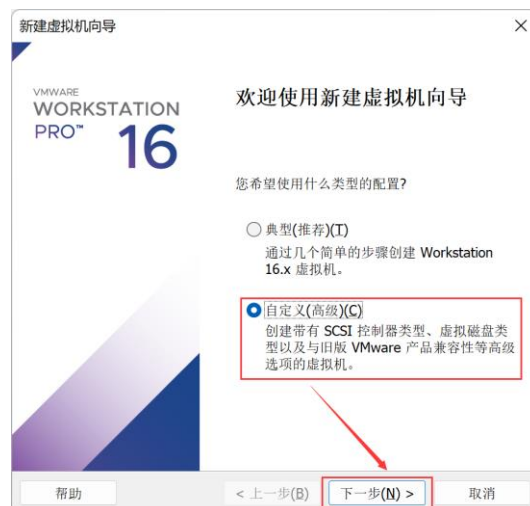 新建虚拟机向导
VMWARE
WORKSTATION
PRO™ 16
欢迎使用新建虚拟机向导
您希望使用什么类型的配置?
典型(推荐)(T)
通过几个简单的步骤创建 Workstation
16.x 虚拟机。
自定义(高级)(C)
创建带有 SCSI 控制器类型、虚拟磁盘类
型以及与旧版 VMware 产品兼容性等高级
选项的虚拟机。
帮助 < 上一步(B) 下一步(N) > 取消